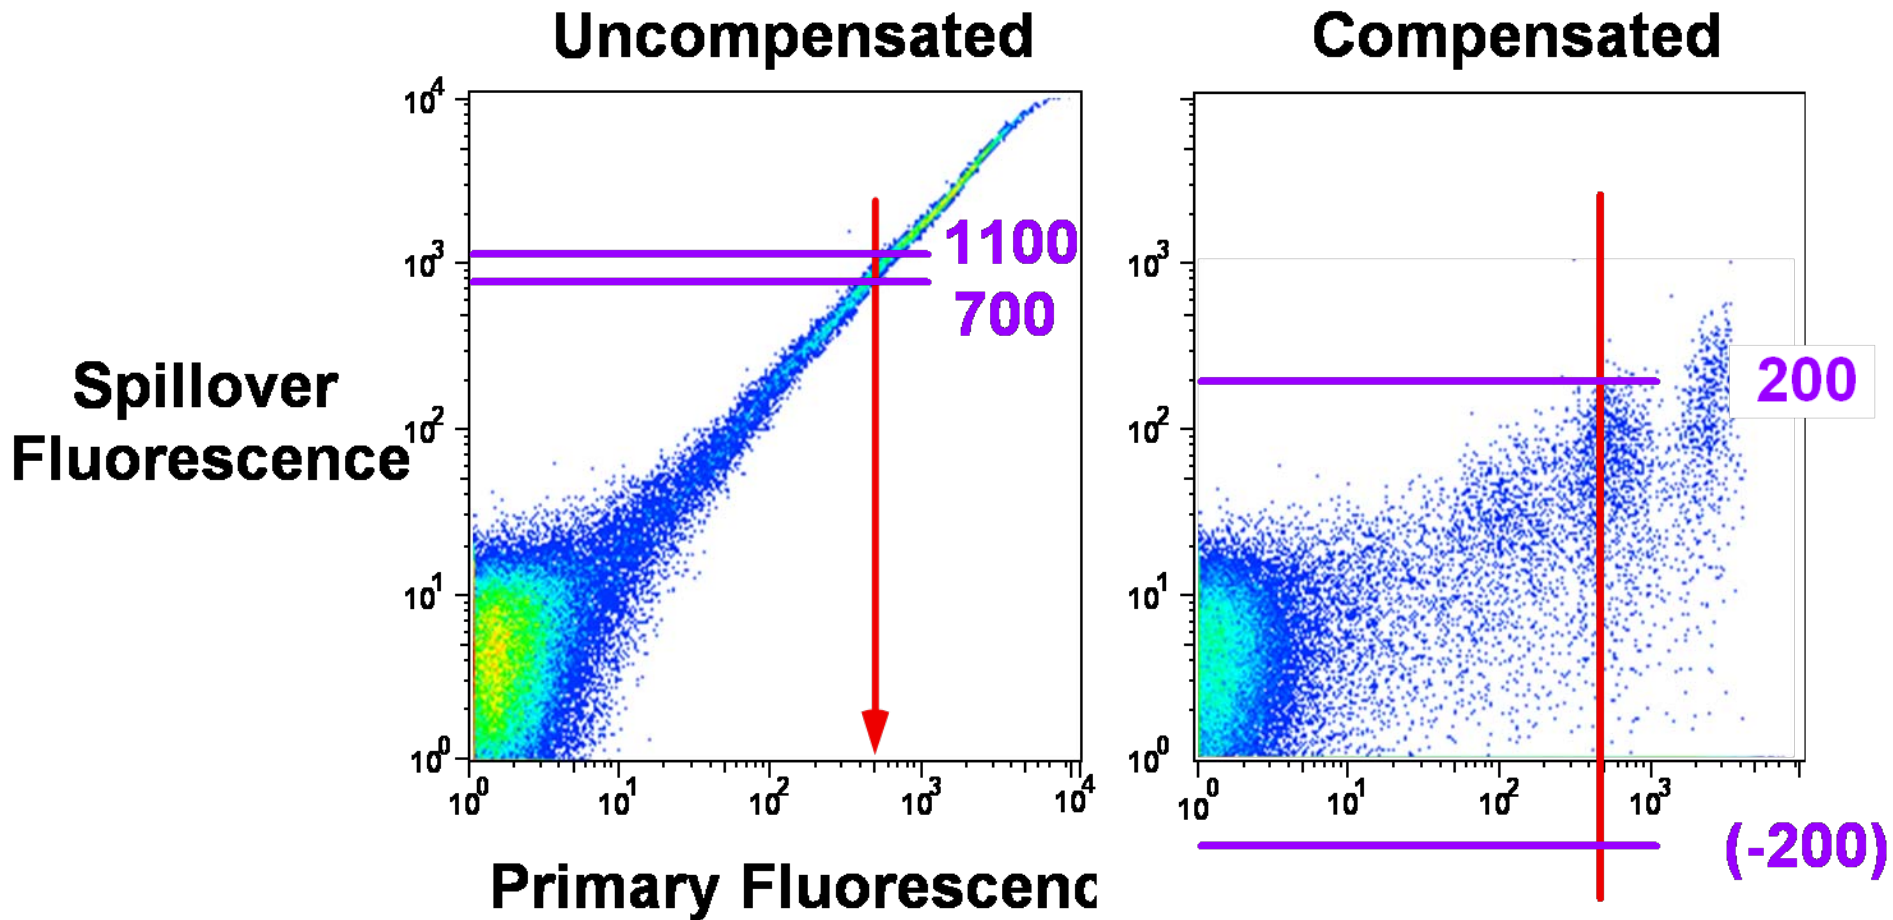 Uncompensated
Compensated
Spillover
Fluorescence
10^4
10^3
10^2
10^1
10^0
10^0 10^1 10^2 10^3 10^4
1100
700
Primary Fluorescenc
10^3
10^2
10^1
10^0
10^0 10^1 10^2 10^3
200
(-200)